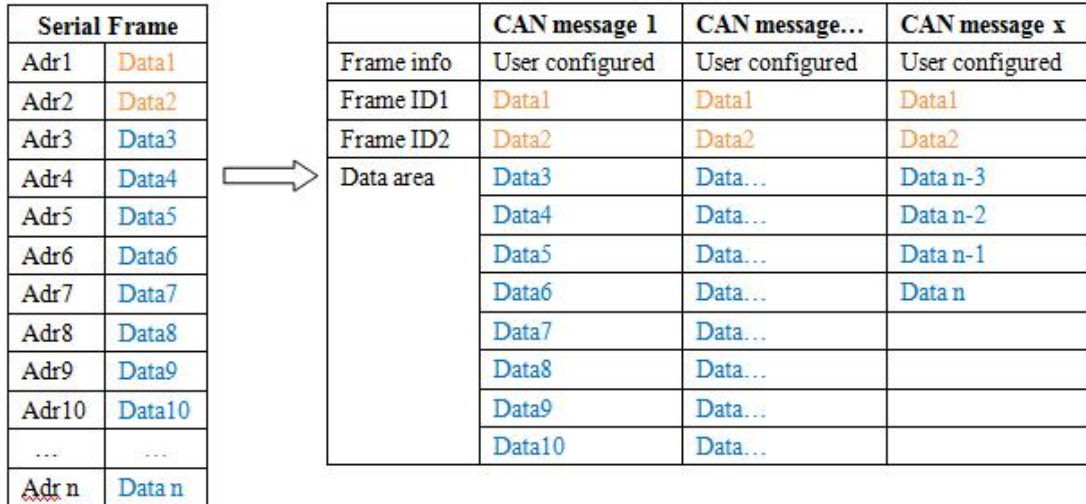 Serial Frame
Adr1 Data1
Adr2 Data2
Adr3 Data3
Adr4 Data4
Adr5 Data5
Adr6 Data6
Adr7 Data7
Adr8 Data8
Adr9 Data9
Adr10 Data10
... ...
Adr n Data n
CAN message 1 CAN message... CAN message x
Frame info User configured User configured User configured
Frame ID1 Data1 Data1 Data1
Frame ID2 Data2 Data2 Data2
Data area Data3 Data... Data n-3
Data4 Data... Data n-2
Data5 Data... Data n-1
Data6 Data... Data n
Data7 Data...
Data8 Data...
Data9 Data...
Data10 Data...